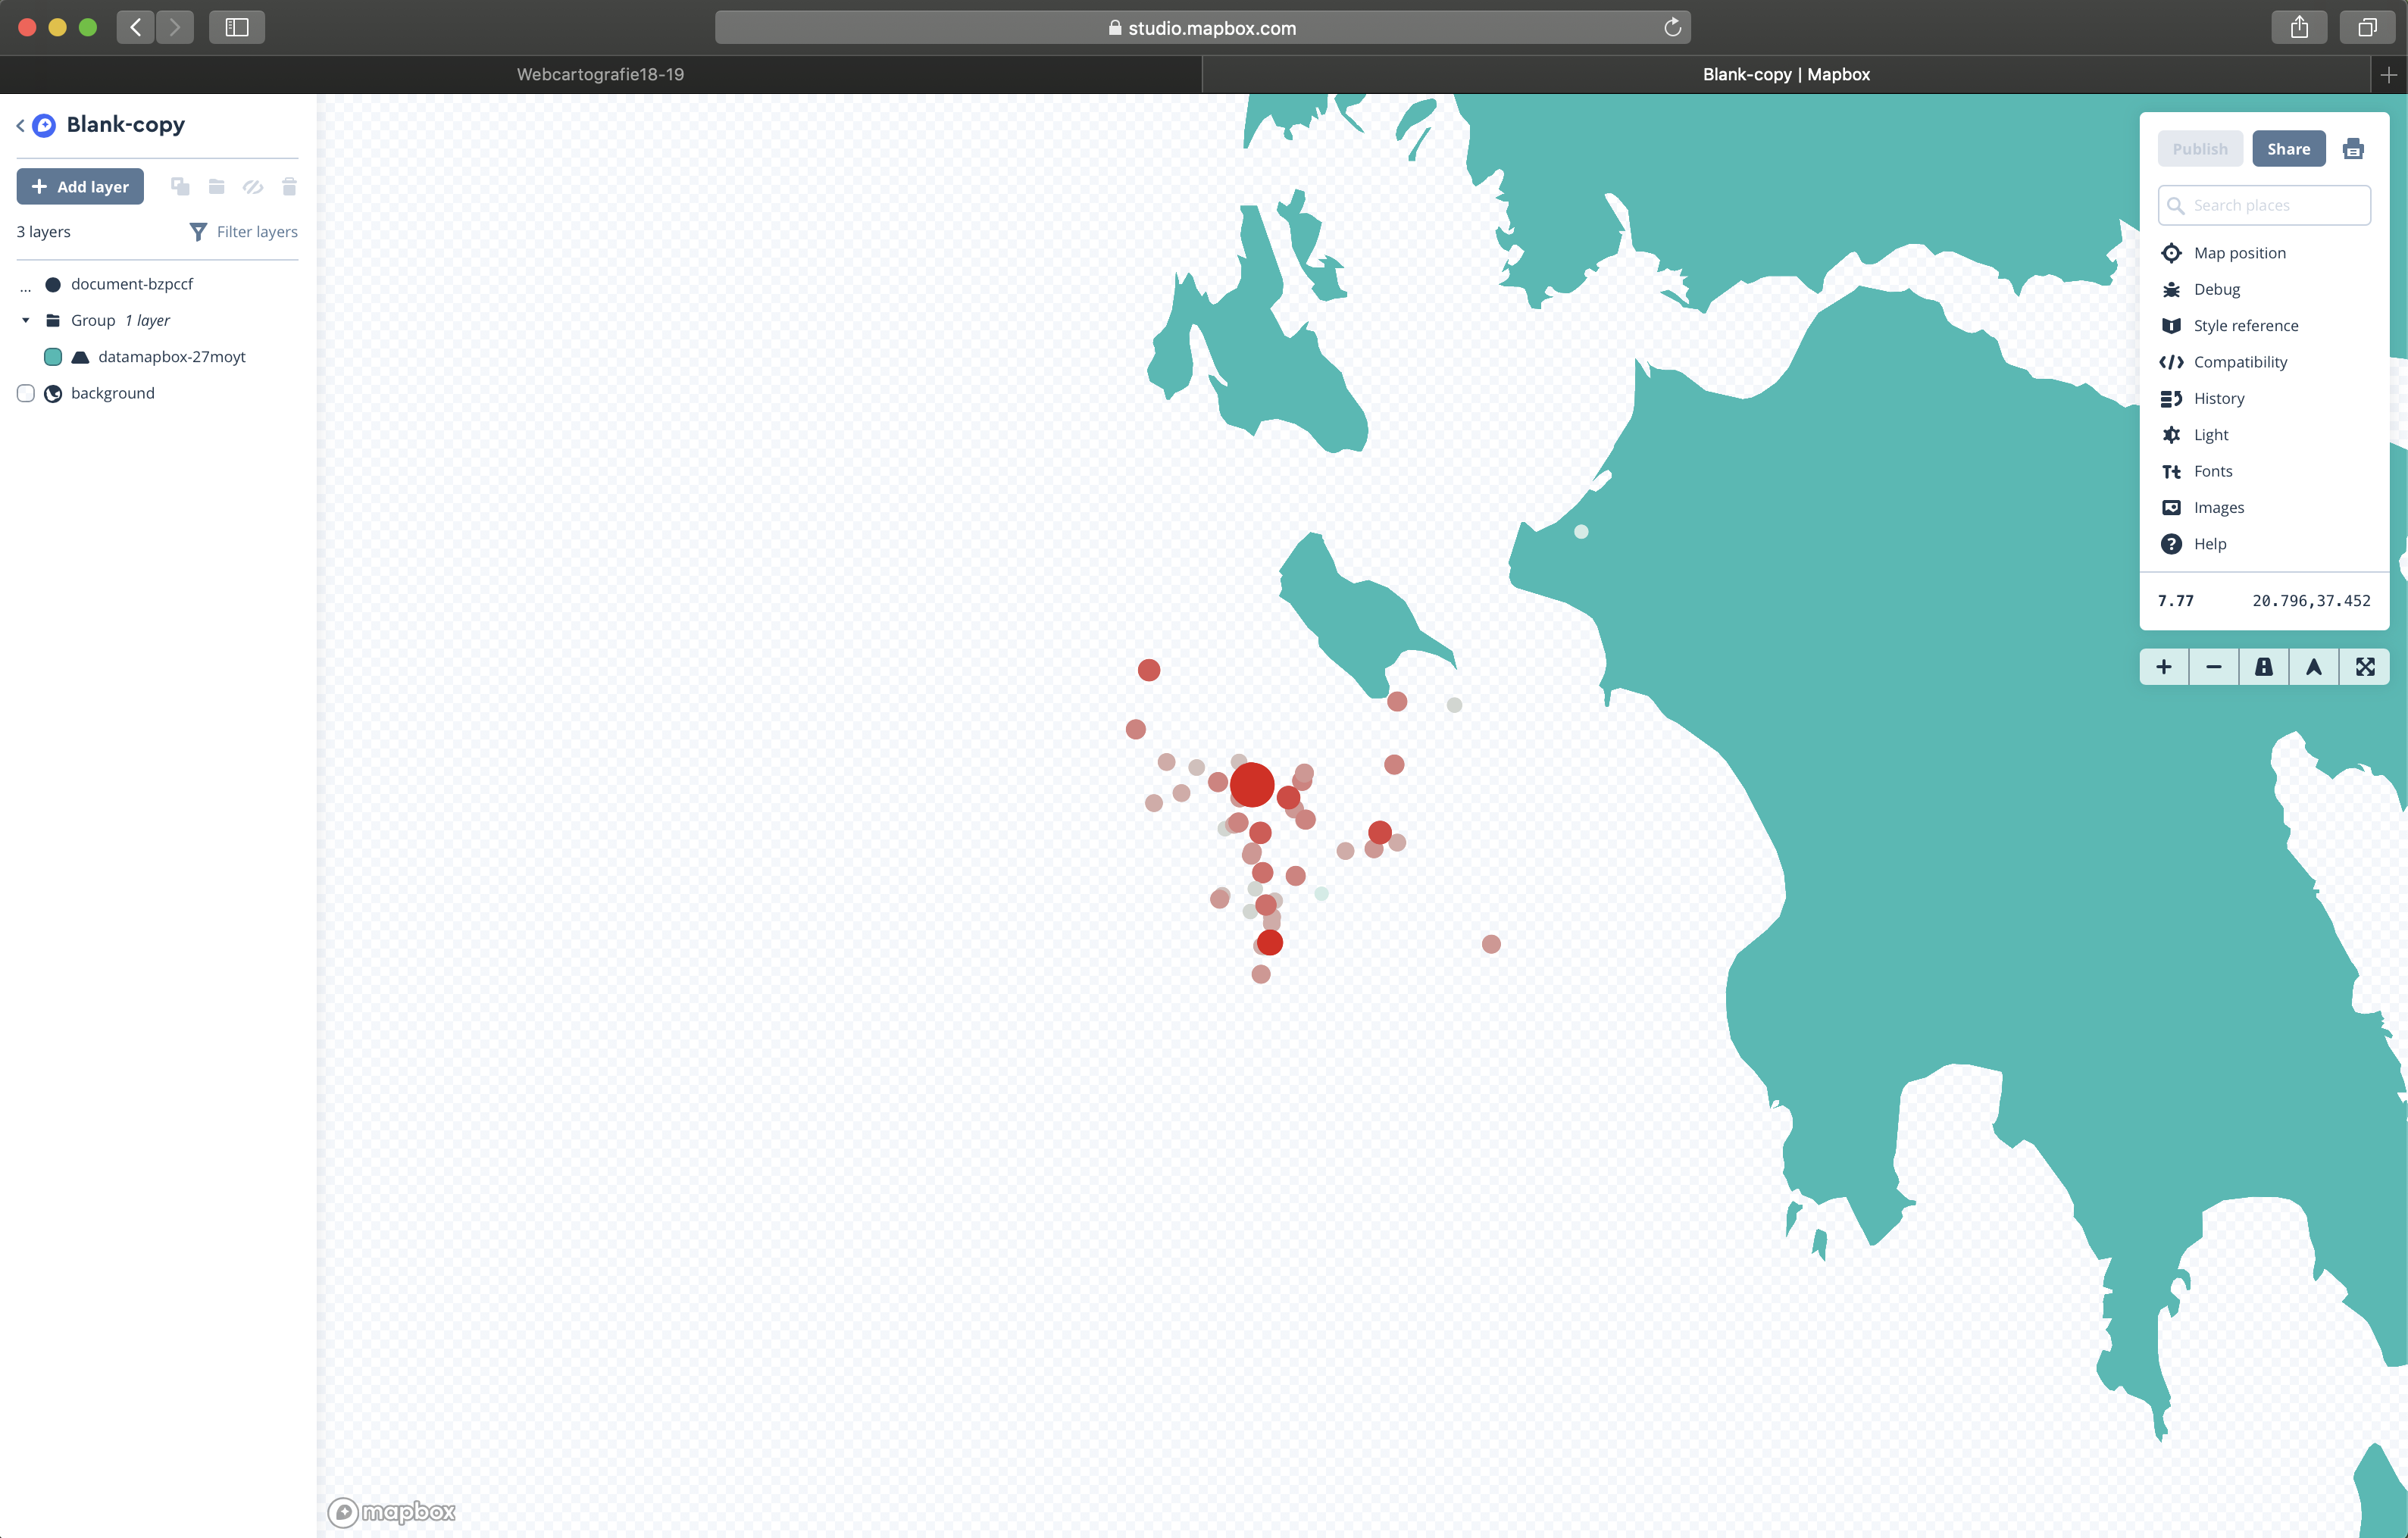 studio.mapbox.com
Webcartografie18-19
Blank-copy | Mapbox
Blank-copy
Add layer
3 layers
Filter layers
... document-bzpccf
Group 1 layer
datamapbox-27moyt
background
Publish
Share
Search places
Map position
Debug
Style reference
Compatibility
History
Light
Tt Fonts
Images
? Help
7.77
20.796,37.452
mapbox